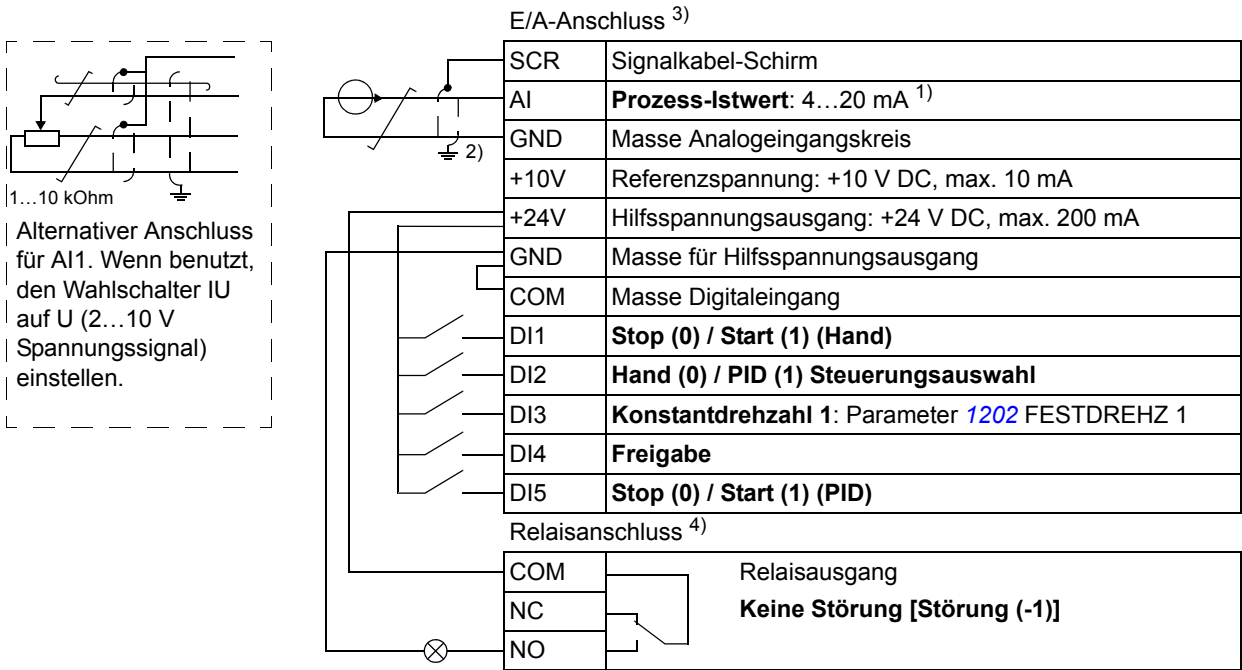 E/A-Anschluss 3)
SCR Signalkabel-Schirm
AI Prozess-Istwert: 4…20 mA 1)
GND Masse Analogeingangskreis
2)
+10V Referenzspannung: +10 V DC, max. 10 mA
+24V Hilfsspannungsausgang: +24 V DC, max. 200 mA
GND Masse für Hilfsspannungsausgang
COM Masse Digitaleingang
DI1 Stop (0) / Start (1) (Hand)
DI2 Hand (0) / PID (1) Steuerungsauswahl
DI3 Konstantdrehzahl 1: Parameter 1202 FESTDREHZ 1
DI4 Freigabe
DI5 Stop (0) / Start (1) (PID)
Relaisanschluss 4)
COM Relaisausgang
NC Keine Störung [Störung (-1)]
NO
1…10 kOhm
Alternativer Anschluss
für AI1. Wenn benutzt,
den Wahlschalter IU
auf U (2…10 V
Spannungssignal)
einstellen.